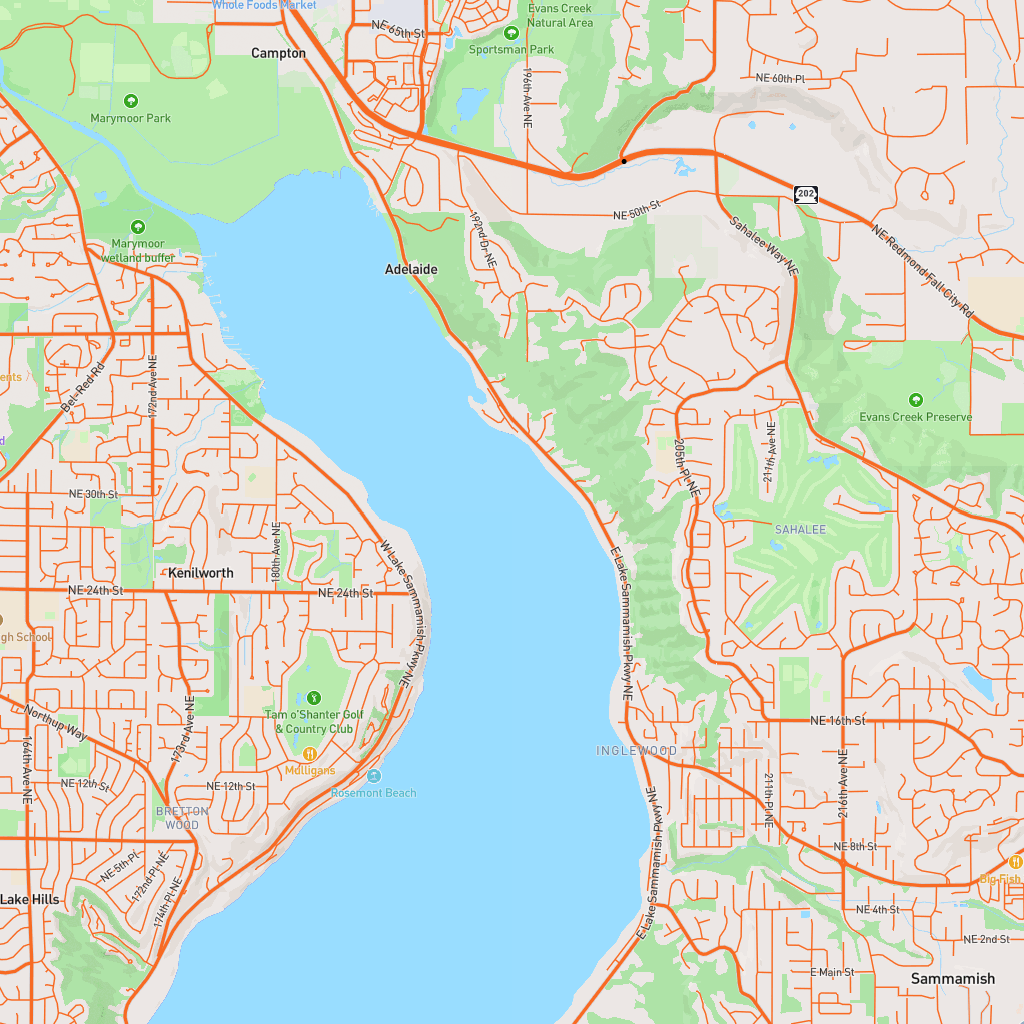 Whole Foods Market
Campton
NE 65th St
Evans Creek
Natural Area
Sportsman Park
NE 60th Pl
196th Ave NE
Marymoor Park
202
NE 50th St
192nd Dr NE
Sahalee Way NE
NE Redmond Fall City Rd
Marymoor
wetland buffer
Adelaide
Bel-Red Rd
172nd Ave NE
ents /
Evans Creek Preserve
205th Pl NE
211th Ave NE
NE 30th St
180th Ave NE
SAHALEE
W Lake Sammamish Pkwy NE
E Lake Sammamish Pkwy NE
Kenilworth
NE 24th St
NE 24th St
gh School
Northup Way
173rd Ave NE
Tam o'Shanter Golf
& Country Club
Mulligans
Rosemont Beach
164th Ave NE
NE 12th St
NE 12th St
INGLEWOOD
NE 16th St
216th Ave NE
211th Pl NE
BRETTON
WOOD
E Lake Sammamish Pkwy NE
NE 8th St
NE 5th Pl
172nd Pl NE
174th Pl NE
Big Fish
Lake Hills
NE 4th St
NE 2nd St
E Main St
Sammamish